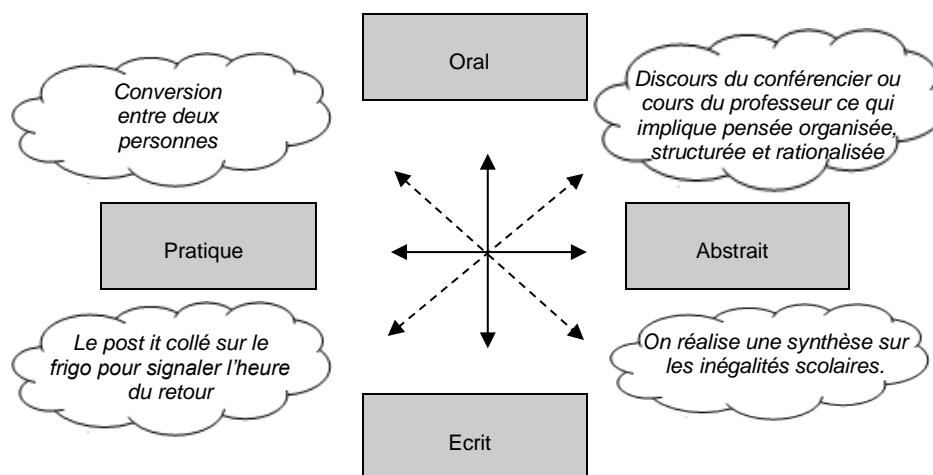 Oral
Conversion
entre deux
personnes
Discours du conférencier ou
cours du professeur ce qui
implique pensée organisée,
structurée et rationalisée
Pratique
Abstrait
Le post it collé sur le
frigo pour signaler l'heure
du retour
On réalise une synthèse sur
les inégalités scolaires.
Ecrit